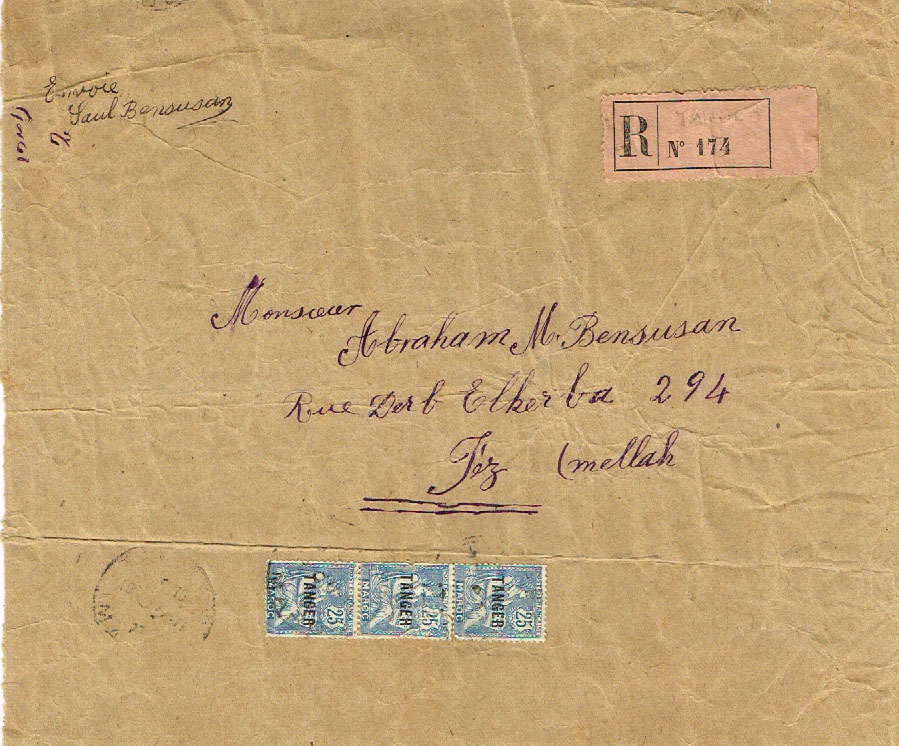 Envoie
Saul Bensusan
R
Nº 174
Monsieur
Abraham M. Bensusan
Rue Derb Elkerba 294
Fez (mellah
TANGER
25
MAROC
TANGER
25
MAROC
TANGER
25
MAROC